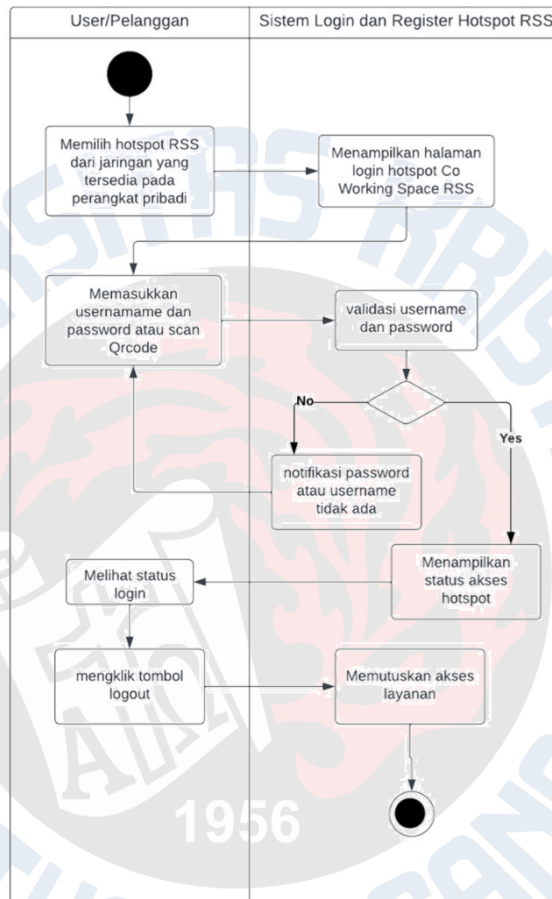 User/Pelanggan
Sistem Login dan Register Hotspot RSS
Memilih hotspot RSS
dari jaringan yang
tersedia pada
perangkat pribadi
Menampilkan halaman
login hotspot Co
Working Space RSS
Memasukkan
usernamame dan
password atau scan
Qrcode
validasi username
dan password
No
Yes
notifikasi password
atau username
tidak ada
Menampilkan
status akses
hotspot
Melihat status
login
mengklik tombol
logout
Memutuskan akses
layanan
1956